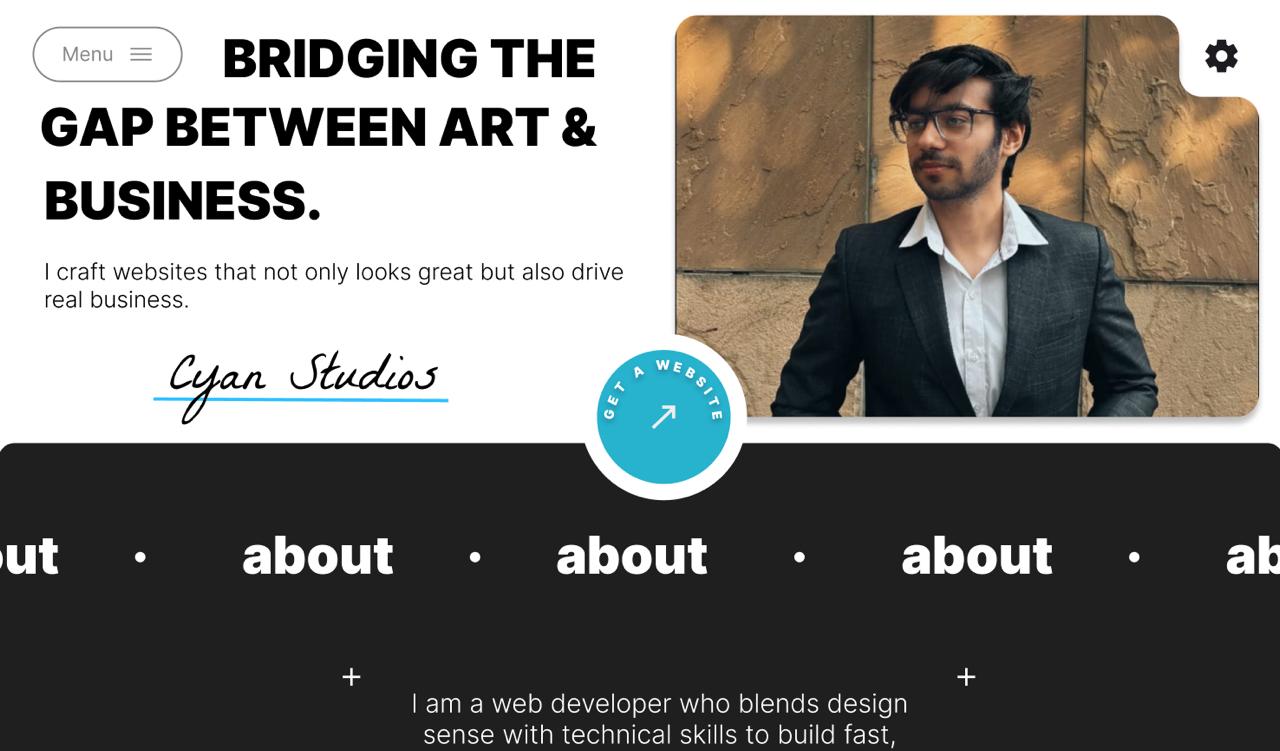 Menu
BRIDGING THE
GAP BETWEEN ART &
BUSINESS.
I craft websites that not only looks great but also drive
real business.
Cyan Studios
GET A WEBSITE
out • about • about • about • ab
I am a web developer who blends design
sense with technical skills to build fast,